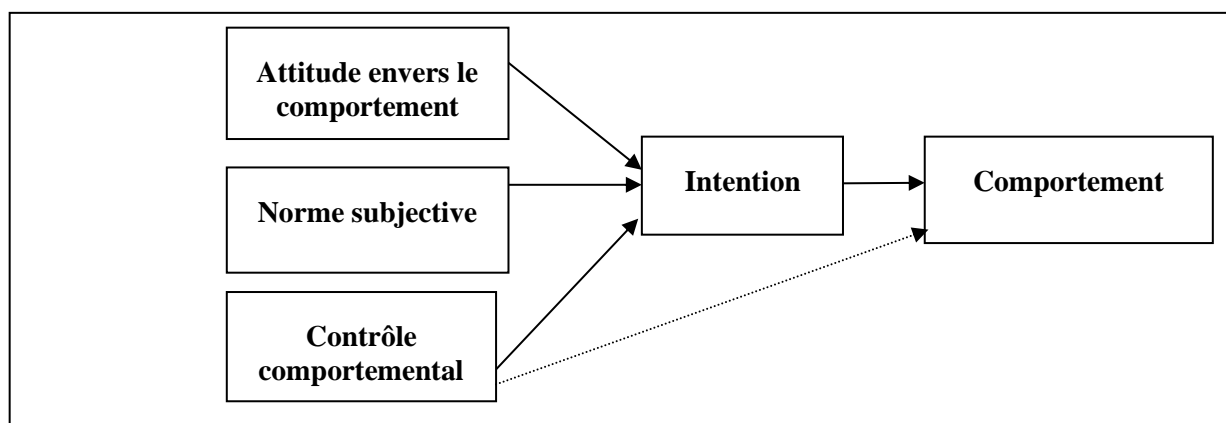 Attitude envers le
comportement
Norme subjective
Contrôle
comportemental
Intention
Comportement